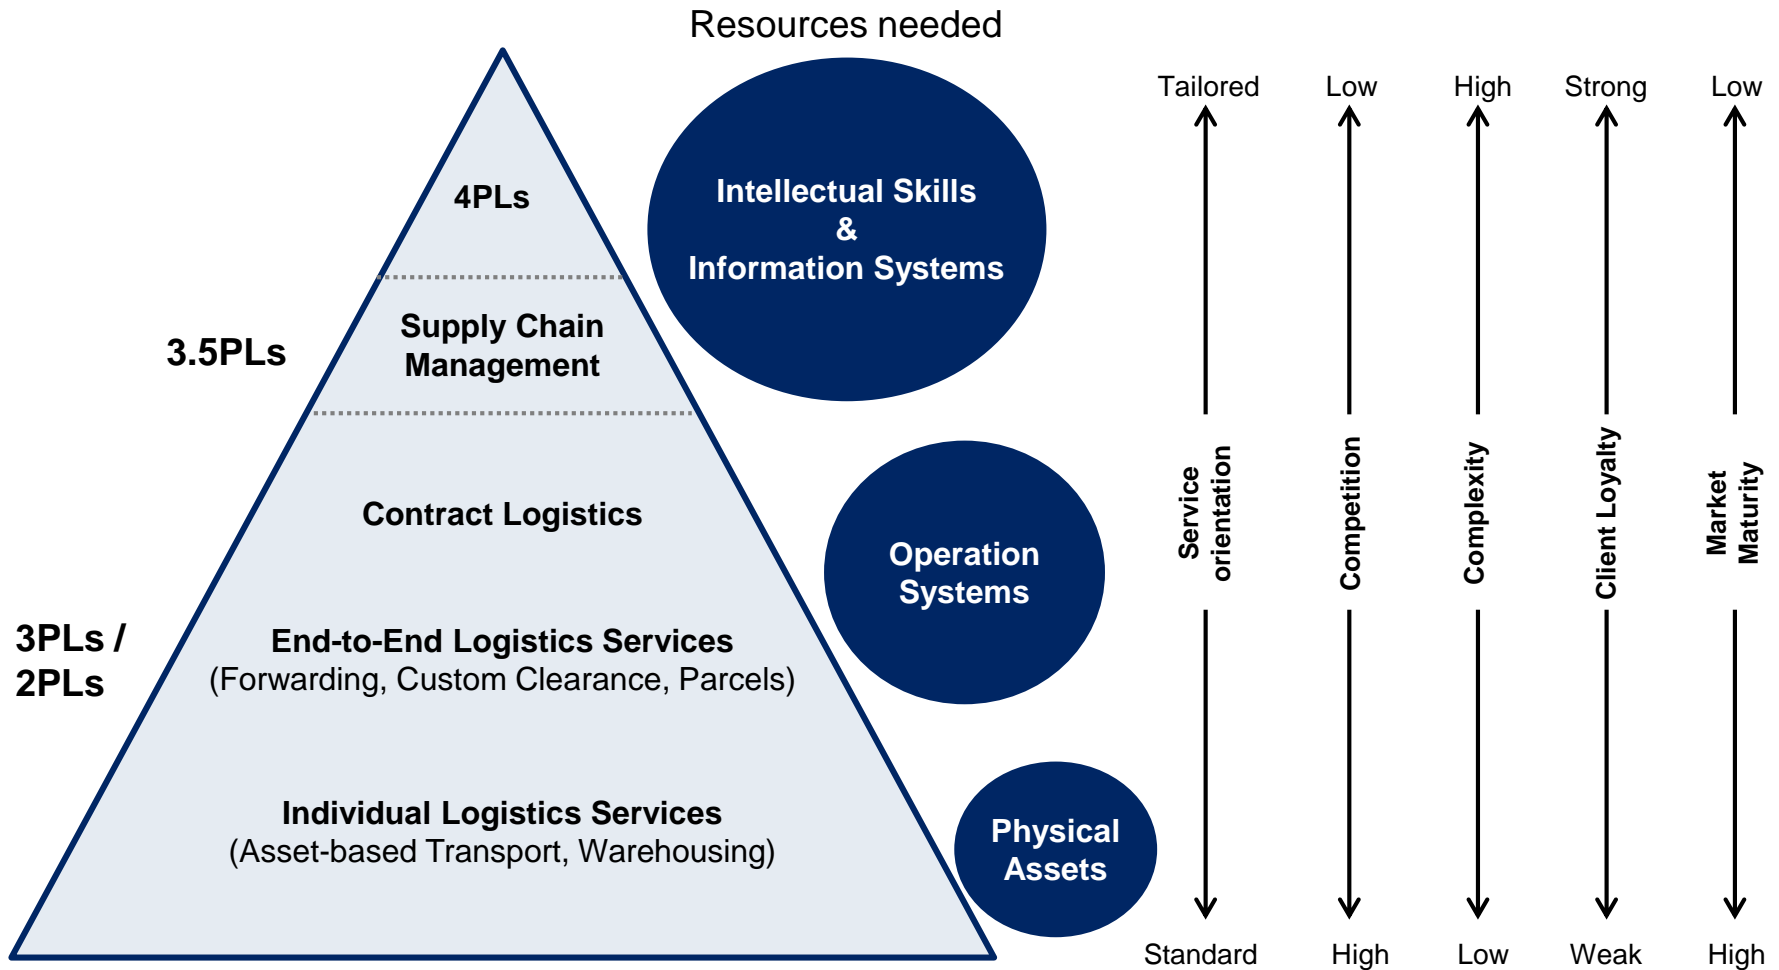 Resources needed
4PLs
Supply Chain
Management
3.5PLs
Contract Logistics
3PLs /
2PLs
End-to-End Logistics Services
(Forwarding, Custom Clearance, Parcels)
Individual Logistics Services
(Asset-based Transport, Warehousing)
Intellectual Skills
&
Information Systems
Operation
Systems
Physical
Assets
Tailored
Low
High
Strong
Low
Service
orientation
Competition
Complexity
Client Loyalty
Market
Maturity
Standard
High
Low
Weak
High